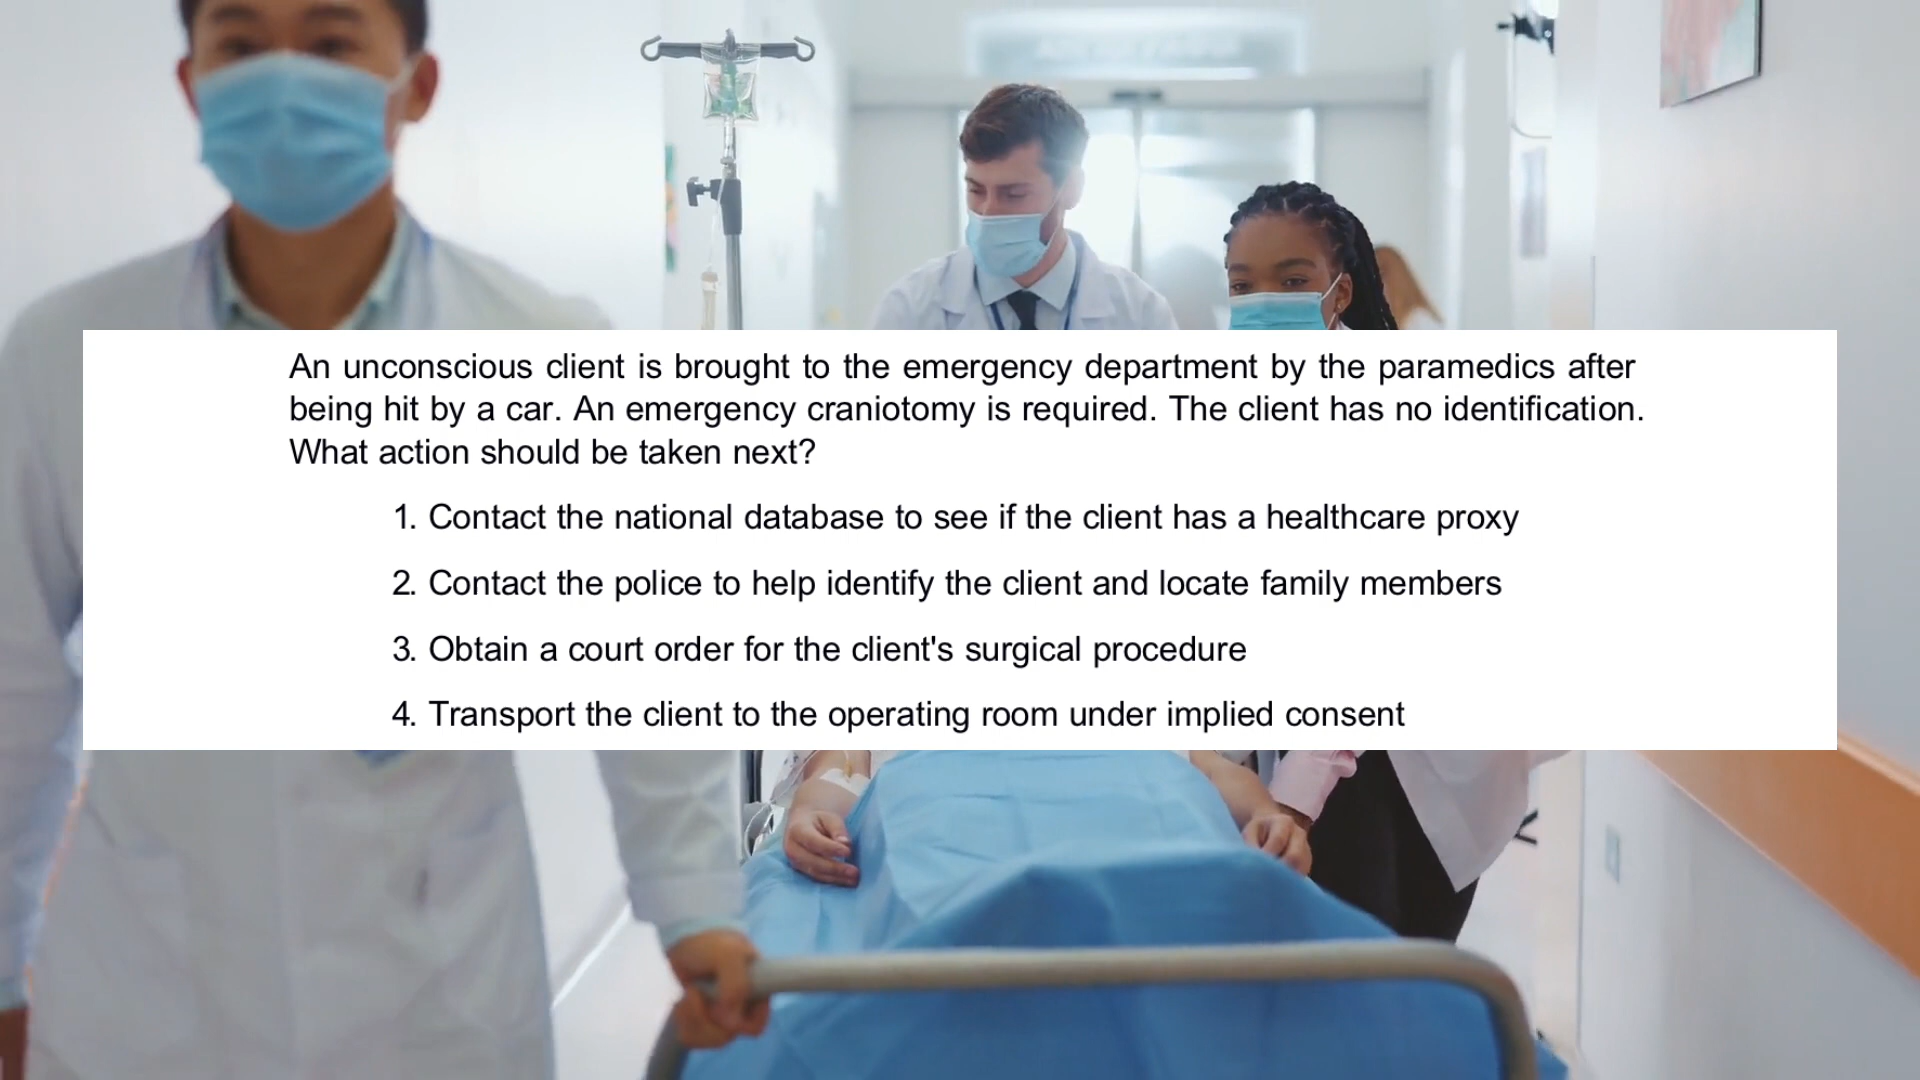 An unconscious client is brought to the emergency department by the paramedics after
being hit by a car. An emergency craniotomy is required. The client has no identification.
What action should be taken next?
1. Contact the national database to see if the client has a healthcare proxy
2. Contact the police to help identify the client and locate family members
3. Obtain a court order for the client's surgical procedure
4. Transport the client to the operating room under implied consent